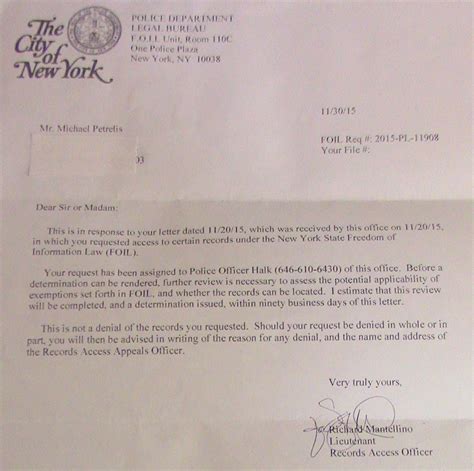 The
City
of
New York
POLICE DEPARTMENT
LEGAL BUREAU
F.O.I.L Unit, Room 110C
One Police Plaza
New York, NY 10038
11/30/15
Mr. Michael Petrelis
FOIL Req #: 2015-PL-11908
Your File #:
03
Dear Sir or Madam:
This is in response to your letter dated 11/20/15, which was received by this office on 11/20/15,
in which you requested access to certain records under the New York State Freedom of
Information Law (FOIL).
Your request has been assigned to Police Officer Halk (646-610-6430) of this office. Before a
determination can be rendered, further review is necessary to assess the potential applicability of
exemptions set forth in FOIL, and whether the records can be located. I estimate that this review
will be completed, and a determination issued, within ninety business days of this letter.
This is not a denial of the records you requested. Should your request be denied in whole or in
part, you will then be advised in writing of the reason for any denial, and the name and address
of the Records Access Appeals Officer.
Very truly yours,
Richard Mantellino
Lieutenant
Records Access Officer